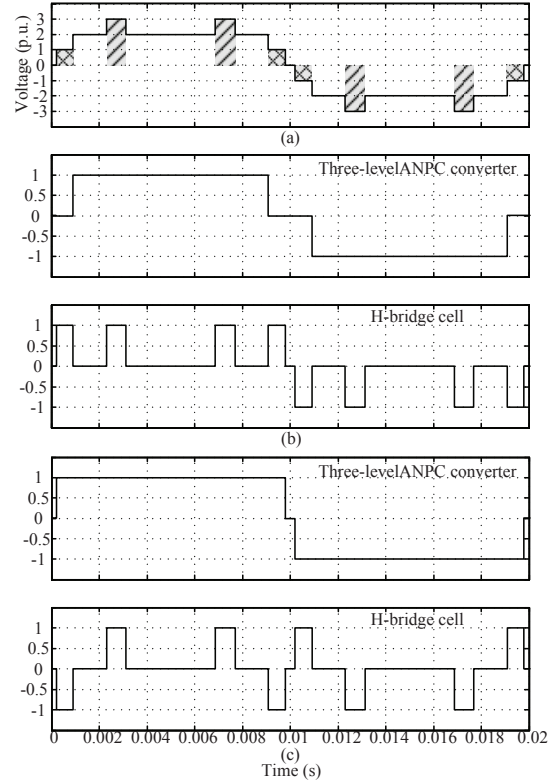 3
2
1
0
-1
-2
-3
Voltage (p.u.)
(a)
Three-levelANPC converter
1
0.5
0
-0.5
-1
H-bridge cell
1
0.5
0
-0.5
-1
(b)
Three-levelANPC converter
1
0.5
0
-0.5
-1
H-bridge cell
1
0.5
0
-0.5
-1
0 0.002 0.004 0.006 0.008 0.01 0.012 0.014 0.016 0.018 0.02
(c)
Time (s)